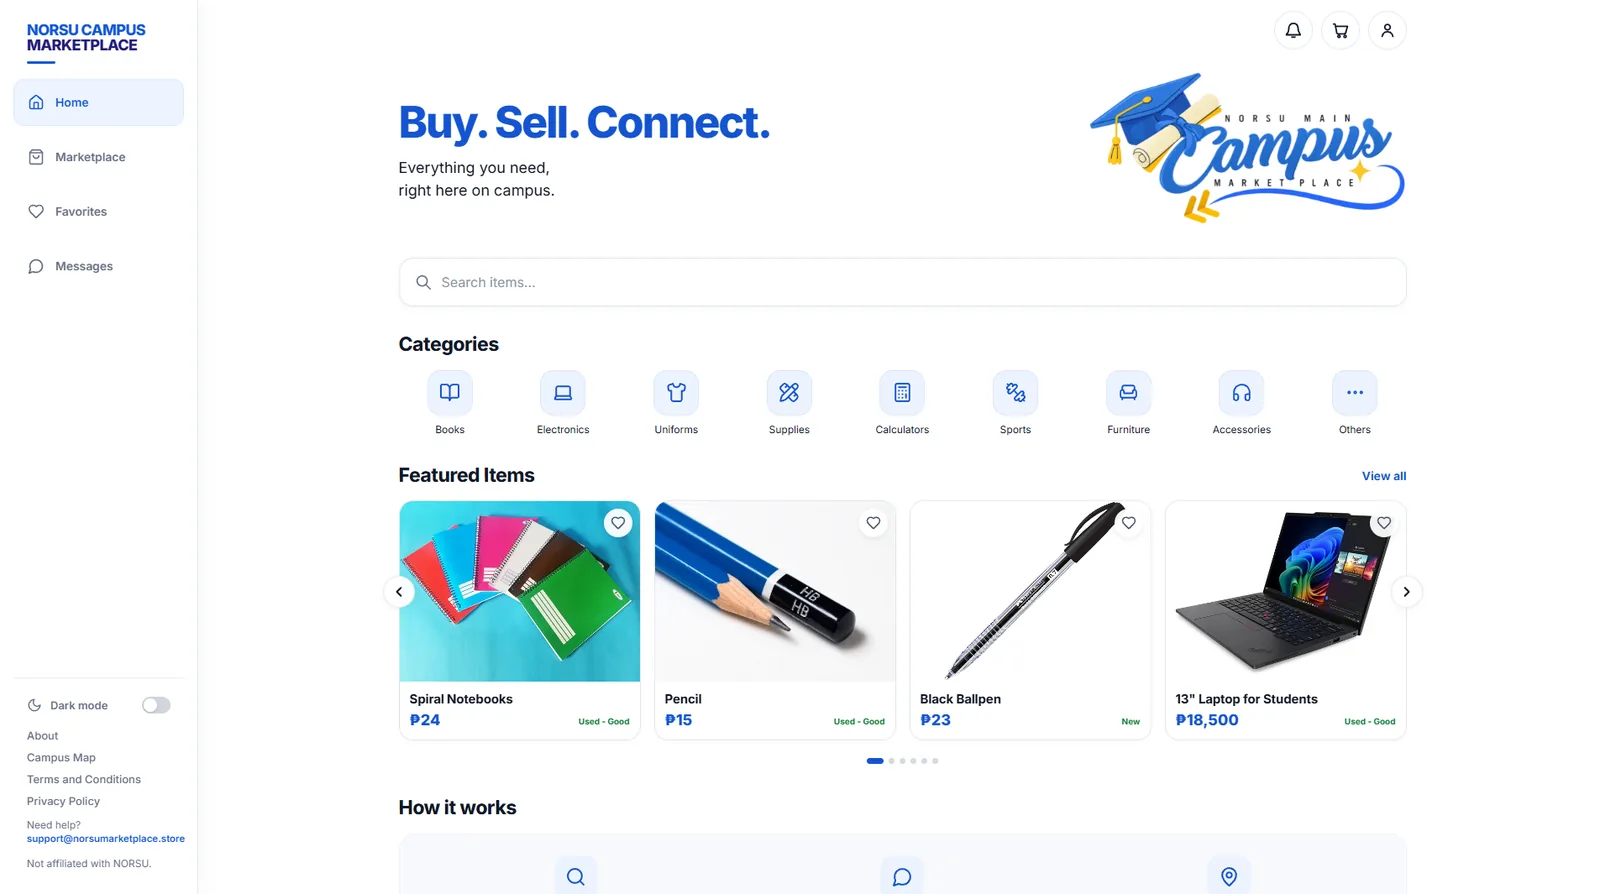 NORSU CAMPUS
MARKETPLACE
Home
Marketplace
Favorites
Messages
Dark mode
About
Campus Map
Terms and Conditions
Privacy Policy
Need help?
support@norsumarketplace.store
Not affiliated with NORSU.
Buy. Sell. Connect.
Everything you need,
right here on campus.
NORSU MAIN
Campus
MARKET PLACE
Search items...
Categories
Books
Electronics
Uniforms
Supplies
Calculators
Sports
Furniture
Accessories
Others
Featured Items
View all
Spiral Notebooks
₱24
Used - Good
HB
HB
Pencil
₱15
Used - Good
Black Ballpen
₱23
New
13" Laptop for Students
₱18,500
Used - Good
How it works